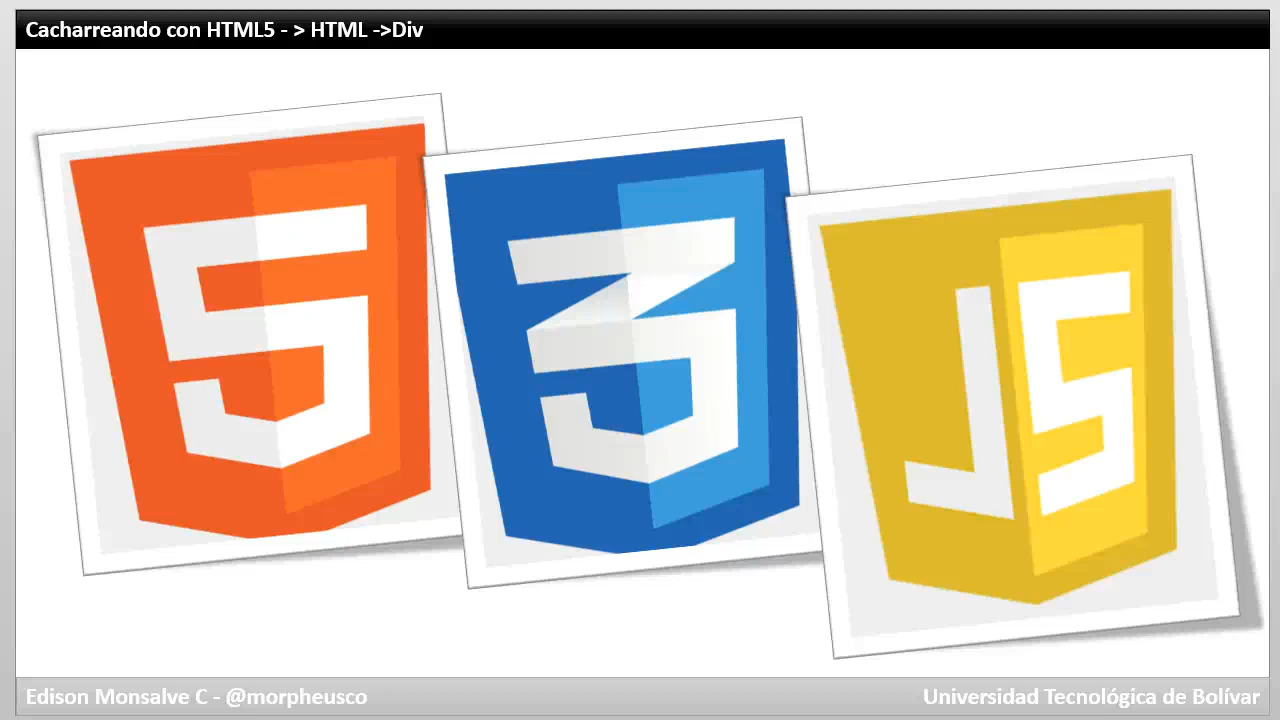 Cacharreando con HTML5 - > HTML ->Div
5
3
JS
Edison Monsalve C - @morpheusco
Universidad Tecnológica de Bolívar